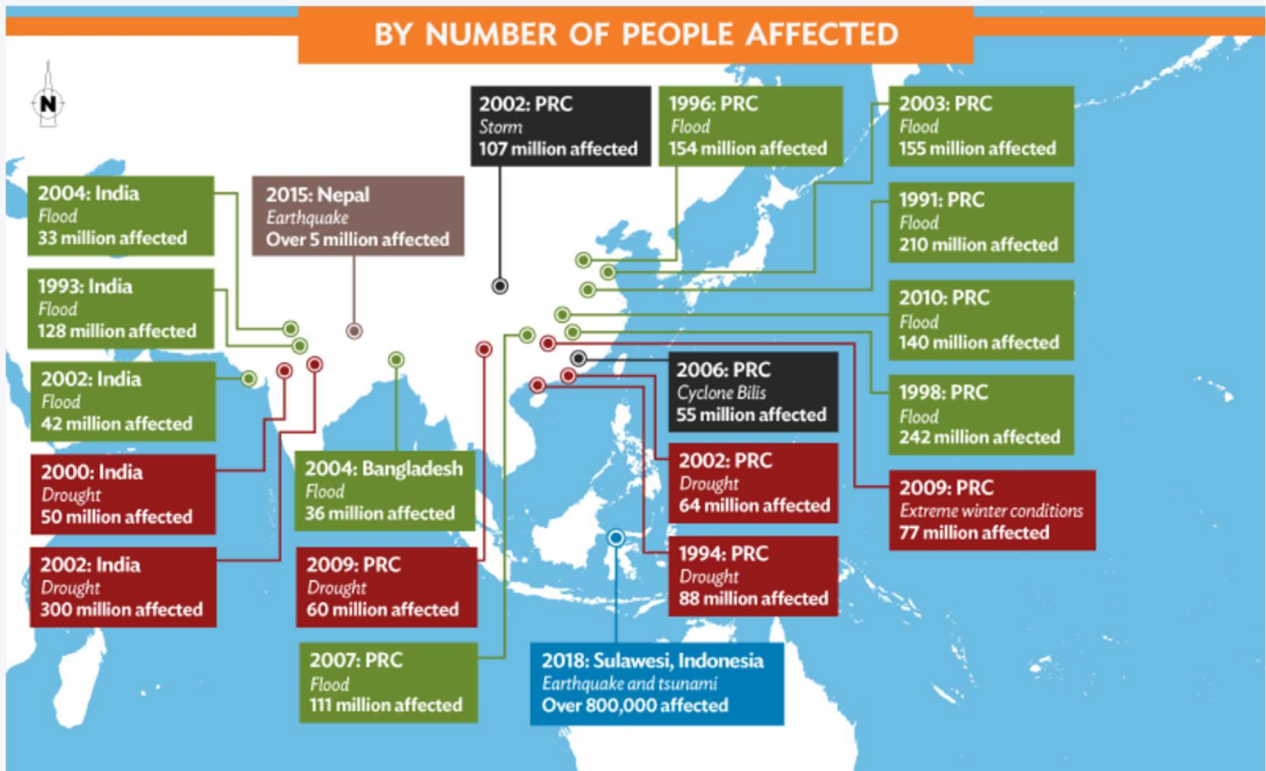 BY NUMBER OF PEOPLE AFFECTED
N
2002: PRC
Storm
107 million affected
1996: PRC
Flood
154 million affected
2003: PRC
Flood
155 million affected
2004: India
Flood
33 million affected
2015: Nepal
Earthquake
Over 5 million affected
1991: PRC
Flood
210 million affected
1993: India
Flood
128 million affected
2010: PRC
Flood
140 million affected
2002: India
Flood
42 million affected
2006: PRC
Cyclone Bilis
55 million affected
1998: PRC
Flood
242 million affected
2000: India
Drought
50 million affected
2004: Bangladesh
Flood
36 million affected
2002: PRC
Drought
64 million affected
2009: PRC
Extreme winter conditions
77 million affected
2002: India
Drought
300 million affected
2009: PRC
Drought
60 million affected
1994: PRC
Drought
88 million affected
2007: PRC
Flood
111 million affected
2018: Sulawesi, Indonesia
Earthquake and tsunami
Over 800,000 affected